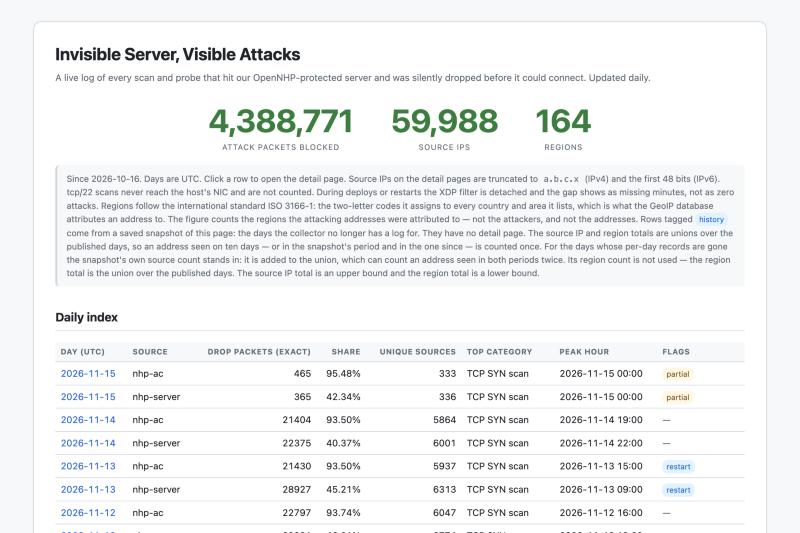 Invisible Server, Visible Attacks
A live log of every scan and probe that hit our OpenNHP-protected server and was silently dropped before it could connect. Updated daily.
4,388,771 59,988 164
ATTACK PACKETS BLOCKED SOURCE IPS REGIONS
Since 2026-10-16. Days are UTC. Click a row to open the detail page. Source IPs on the detail pages are truncated to a.b.c.x (IPv4) and the first 48 bits (IPv6).
tcp/22 scans never reach the host's NIC and are not counted. During deploys or restarts the XDP filter is detached and the gap shows as missing minutes, not as zero
attacks. Regions follow the international standard ISO 3166-1: the two-letter codes it assigns to every country and area it lists, which is what the GeoIP database
attributes an address to. The figure counts the regions the attacking addresses were attributed to — not the attackers, and not the addresses. Rows tagged history
come from a saved snapshot of this page: the days the collector no longer has a log for. They have no detail page. The source IP and region totals are unions over the
published days, so an address seen on ten days — or in the snapshot's period and in the one since — is counted once. For the days whose per-day records are gone
the snapshot's own source count stands in: it is added to the union, which can count an address seen in both periods twice. Its region count is not used — the region
total is the union over the published days. The source IP total is an upper bound and the region total is a lower bound.
Daily index
DAY (UTC) SOURCE DROP PACKETS (EXACT) SHARE UNIQUE SOURCES TOP CATEGORY PEAK HOUR FLAGS
2026-11-15 nhp-ac 465 95.48% 333 TCP SYN scan 2026-11-15 00:00 partial
2026-11-15 nhp-server 365 42.34% 336 TCP SYN scan 2026-11-15 00:00 partial
2026-11-14 nhp-ac 21404 93.50% 5864 TCP SYN scan 2026-11-14 19:00 —
2026-11-14 nhp-server 22375 40.37% 6001 TCP SYN scan 2026-11-14 22:00 —
2026-11-13 nhp-ac 21430 93.50% 5937 TCP SYN scan 2026-11-13 15:00 restart
2026-11-13 nhp-server 28927 45.21% 6313 TCP SYN scan 2026-11-13 09:00 restart
2026-11-12 nhp-ac 22797 93.74% 6047 TCP SYN scan 2026-11-12 16:00 —